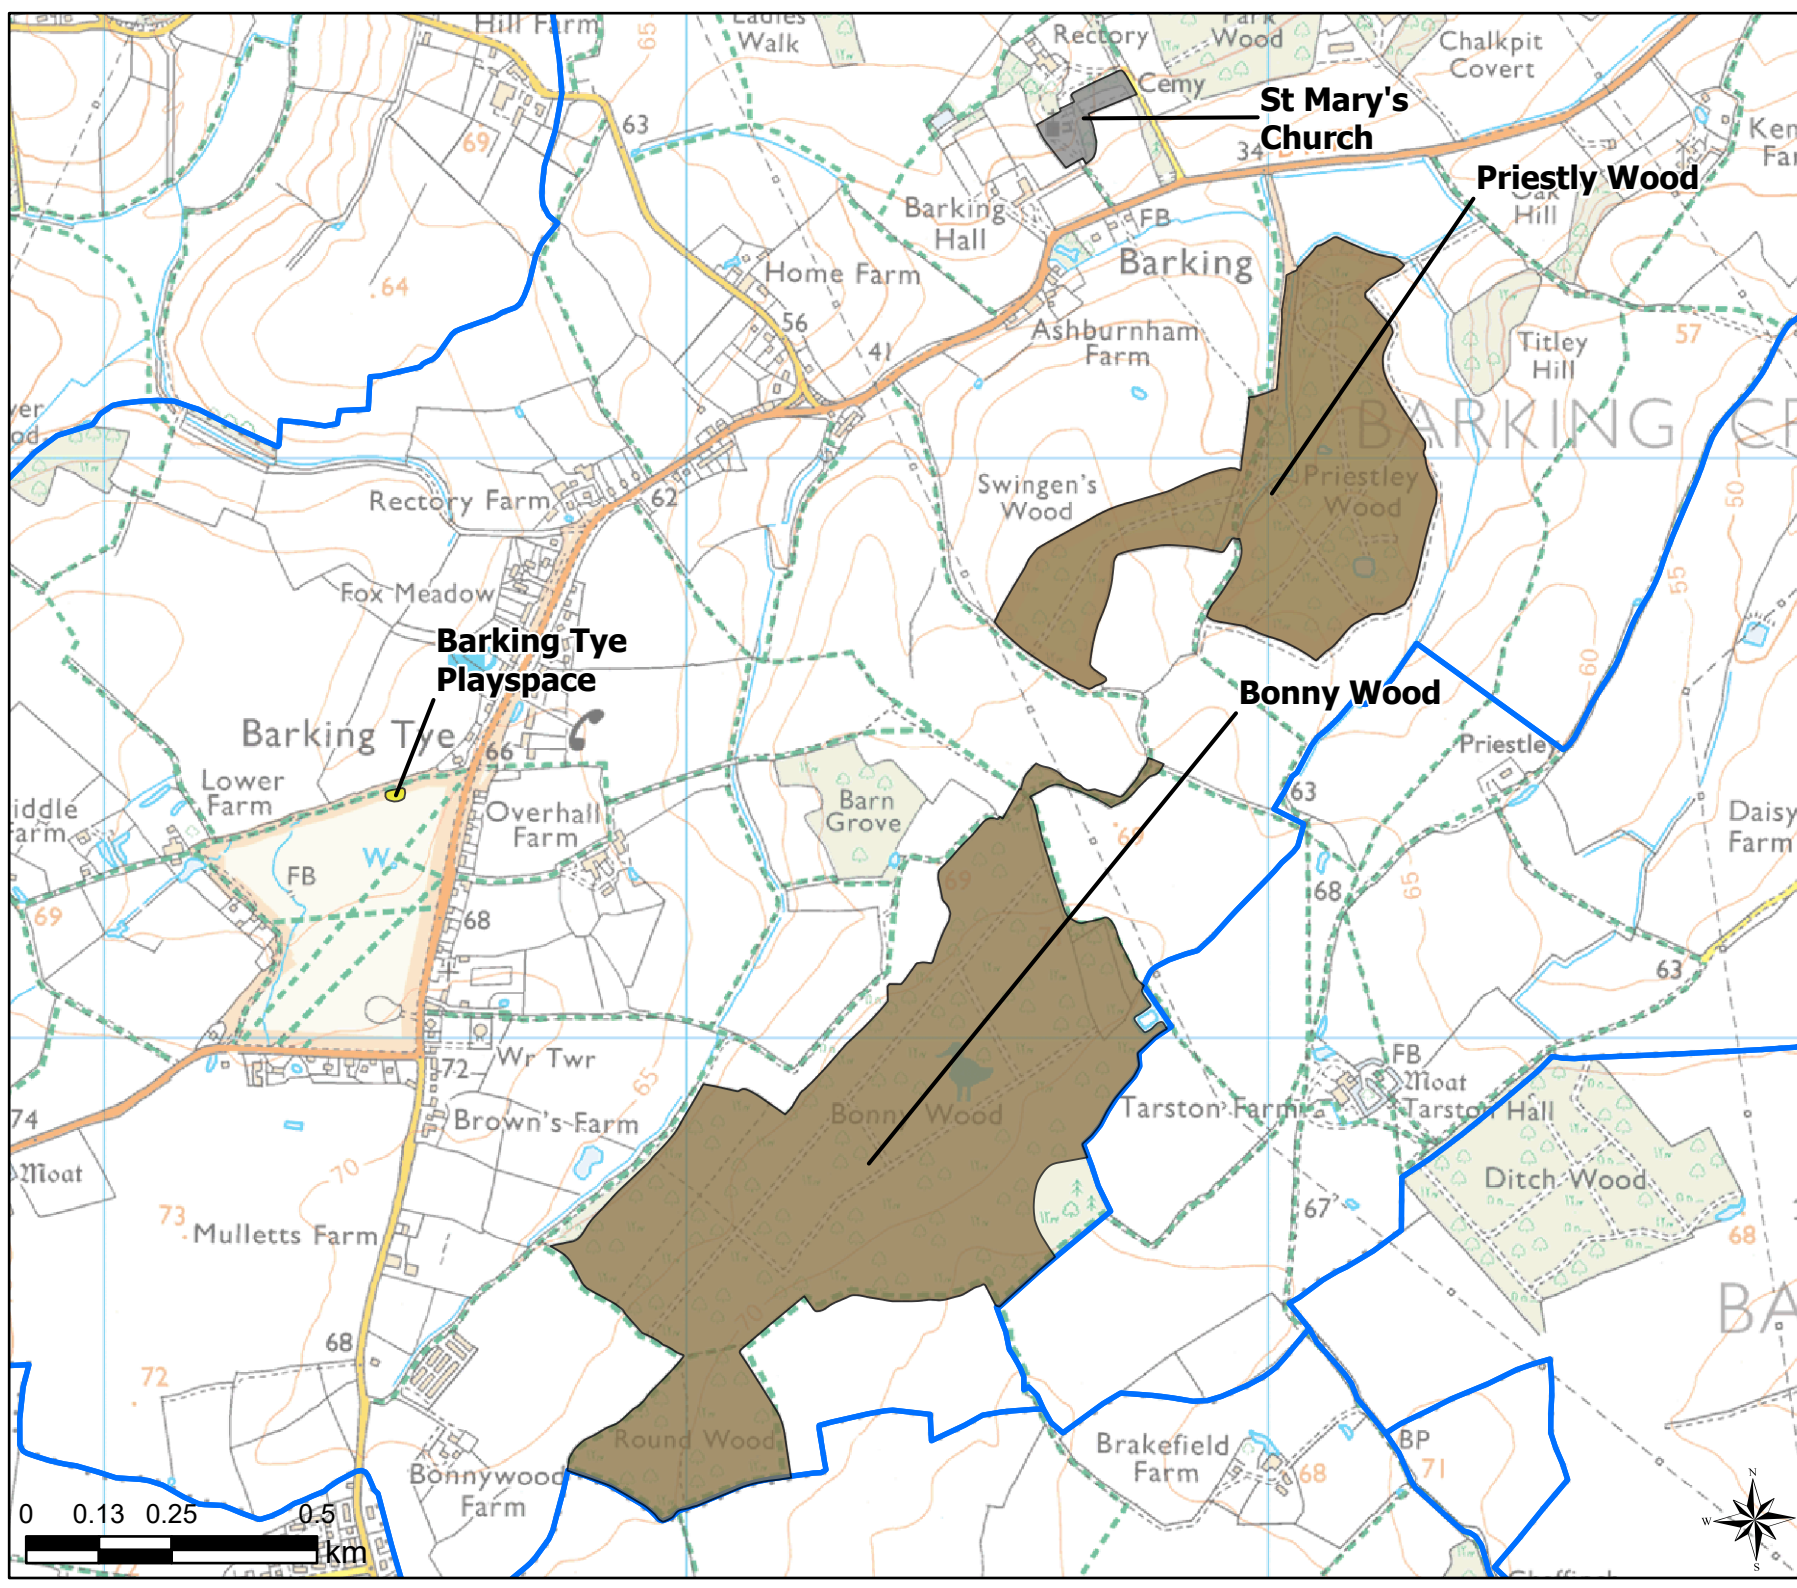 Hill Farm
65
Ladies
Walk
Rectory
Park
Wood
Chalkpit
Covert
Cemy
St Mary's
Church
63
69
34
Ken
Far
Priestly Wood
Oak
Hill
Barking
Hall
FB
Barking
Home Farm
64
56
41
Ashburnham
Farm
57
Titley
Hill
BARKING
ver
od
Rectory Farm
62
Swingen's
Wood
Priestley
Wood
50
Fox Meadow
55
Barking Tye
Playspace
60
Bonny Wood
Barking Tye
66
Priestley
Lower
Farm
iddle
Farm
Overhall
Farm
Barn
Grove
63
69
Daisy
Farm
W
FB
69
65
68
69
68
63
72
Wr Twr
65
FB
Moat
74
Brown's Farm
Bonny Wood
Tarston Farm
Tarston Hall
Moat
70
Ditch Wood
73
Mulletts Farm
67
68
70
BA
68
72
Round Wood
Brakefield
Farm
68
BP
71
Bonnywood
Farm
0 0.13 0.25 0.5
km
N
W
S